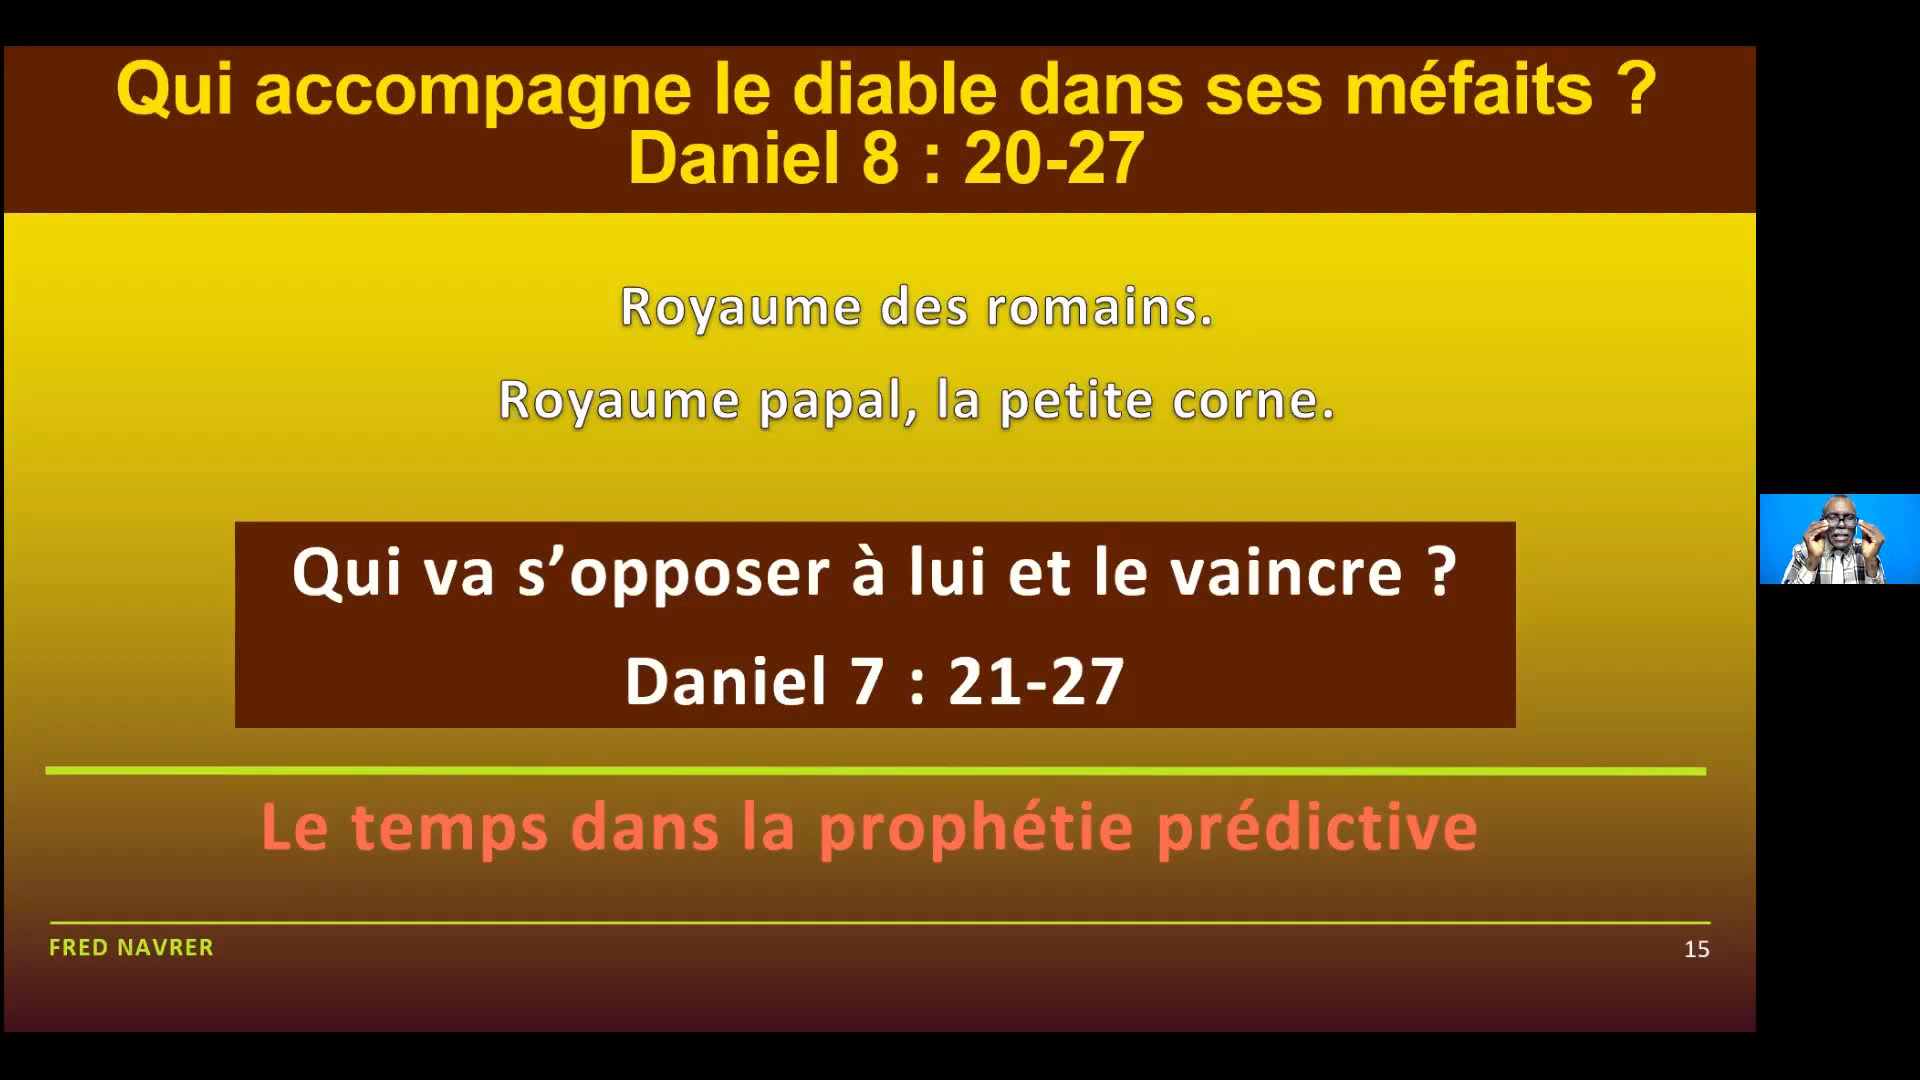 Qui accompagne le diable dans ses méfaits ?
Daniel 8 : 20-27
Royaume des romains.
Royaume papal, la petite corne.
Qui va s’opposer à lui et le vaincre ?
Daniel 7 : 21-27
Le temps dans la prophétie prédictive
FRED NAVRER
15